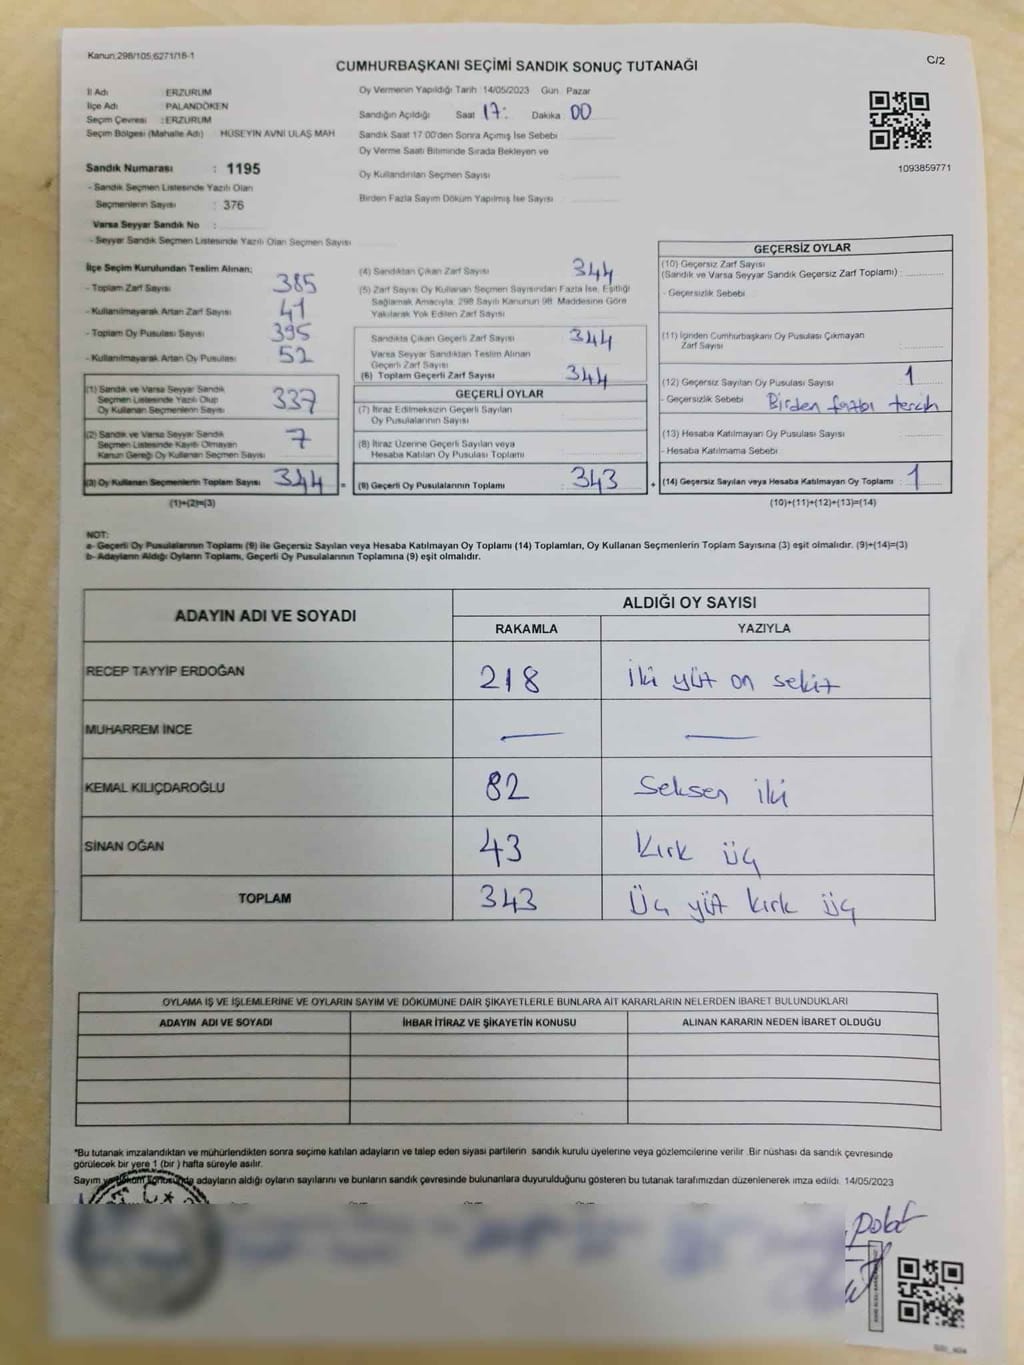 Kanun:298/105,6271/18-1
C/2
CUMHURBAŞKANI SEÇİMİ SANDIK SONUÇ TUTANAĞI
İl Adı ERZURUM
İlçe Adı PALANDÖKEN
Seçim Çevresi : ERZURUM
Seçim Bölgesi (Mahalle Adı) HÜSEYİN AVNİ ULAŞ MAH
Sandık Numarası : 1195
- Sandık Seçmen Listesinde Yazılı Olan
Seçmenlerin Sayısı : 376
Varsa Seyyar Sandık No :
- Seyyar Sandık Seçmen Listesinde Yazılı Olan Seçmen Sayısı
Oy Vermenin Yapıldığı Tarih 14/05/2023 Gün Pazar
Sandığın Açıldığı Saat 17: Dakika 00
Sandık Saat 17 00'den Sonra Açılmış İse Sebebi
Oy Verme Saati Bitiminde Sırada Bekleyen ve
Oy Kullandırılan Seçmen Sayısı
Birden Fazla Sayım Döküm Yapılmış İse Sayısı
1093859771
İlçe Seçim Kurulundan Teslim Alınan:
- Toplam Zarf Sayısı 385
- Kullanılmayarak Artan Zarf Sayısı 41
- Toplam Oy Pusulası Sayısı 395
- Kullanılmayarak Artan Oy Pusulası 52
(1) Sandık ve Varsa Seyyar Sandık
Seçmen Listesinde Yazılı Olup
Oy Kullanan Seçmenlerin Sayısı 337
(2) Sandık ve Varsa Seyyar Sandık
Seçmen Listesinde Kayıtlı Olmayan
Kanun Gereği Oy Kullanan Seçmen Sayısı 7
(3) Oy Kullanan Seçmenlerin Toplam Sayısı 344 =
(1)+(2)=(3)
(4) Sandıktan Çıkan Zarf Sayısı 344
(5) Zarf Sayısı Oy Kullanan Seçmen Sayısından Fazla İse, Eşitliği
Sağlamak Amacıyla, 298 Sayılı Kanunun 98. Maddesine Göre
Yakılarak Yok Edilen Zarf Sayısı
Sandıkta Çıkan Geçerli Zarf Sayısı 344
Varsa Seyyar Sandıktan Teslim Alınan
Geçerli Zarf Sayısı
(6) Toplam Geçerli Zarf Sayısı 344
GEÇERLİ OYLAR
(7) İtiraz Edilmeksizin Geçerli Sayılan
Oy Pusulalarının Sayısı
(8) İtiraz Üzerine Geçerli Sayılan veya
Hesaba Katılan Oy Pusulası Toplamı
(9) Geçerli Oy Pusulalarının Toplamı 343 +
GEÇERSİZ OYLAR
(10) Geçersiz Zarf Sayısı
(Sandık ve Varsa Seyyar Sandık Geçersiz Zarf Toplamı) :
- Geçersizlik Sebebi
(11) İçinden Cumhurbaşkanı Oy Pusulası Çıkmayan
Zarf Sayısı
(12) Geçersiz Sayılan Oy Pusulası Sayısı 1
- Geçersizlik Sebebi Birden fazla tercih
(13) Hesaba Katılmayan Oy Pusulası Sayısı
- Hesaba Katılmama Sebebi
(14) Geçersiz Sayılan veya Hesaba Katılmayan Oy Toplamı : 1
(10)+(11)+(12)+(13)=(14)
NOT:
a- Geçerli Oy Pusulalarının Toplamı (9) ile Geçersiz Sayılan veya Hesaba Katılmayan Oy Toplamı (14) Toplamları, Oy Kullanan Seçmenlerin Toplam Sayısına (3) eşit olmalıdır. (9)+(14)=(3)
b- Adayların Aldığı Oyların Toplamı, Geçerli Oy Pusulalarının Toplamına (9) eşit olmalıdır.
ADAYIN ADI VE SOYADI ALDIĞI OY SAYISI
RAKAMLA YAZIYLA
RECEP TAYYİP ERDOĞAN 218 İki yüz on sekiz
MUHARREM İNCE — —
KEMAL KILIÇDAROĞLU 82 Seksen iki
SİNAN OĞAN 43 Kırk üç
TOPLAM 343 Üç yüz kırk üç
OYLAMA İŞ VE İŞLEMLERİNE VE OYLARIN SAYIM VE DÖKÜMÜNE DAİR ŞİKAYETLERLE BUNLARA AİT KARARLARIN NELERDEN İBARET BULUNDUKLARI
ADAYIN ADI VE SOYADI İHBAR İTİRAZ VE ŞİKAYETİN KONUSU ALINAN KARARIN NEDEN İBARET OLDUĞU
*Bu tutanak imzalandıktan ve mühürlendikten sonra seçime katılan adayların ve talep eden siyasi partilerin sandık kurulu üyelerine veya gözlemcilerine verilir .Bir nüshası da sandık çevresinde
görülecek bir yere 1 (bir ) hafta süreyle asılır.
Sayım ve döküm konusunda adayların aldığı oyların sayılarını ve bunların sandık çevresinde bulunanlara duyurulduğunu gösteren bu tutanak tarafımızdan düzenlenerek imza edildi. 14/05/2023
polat